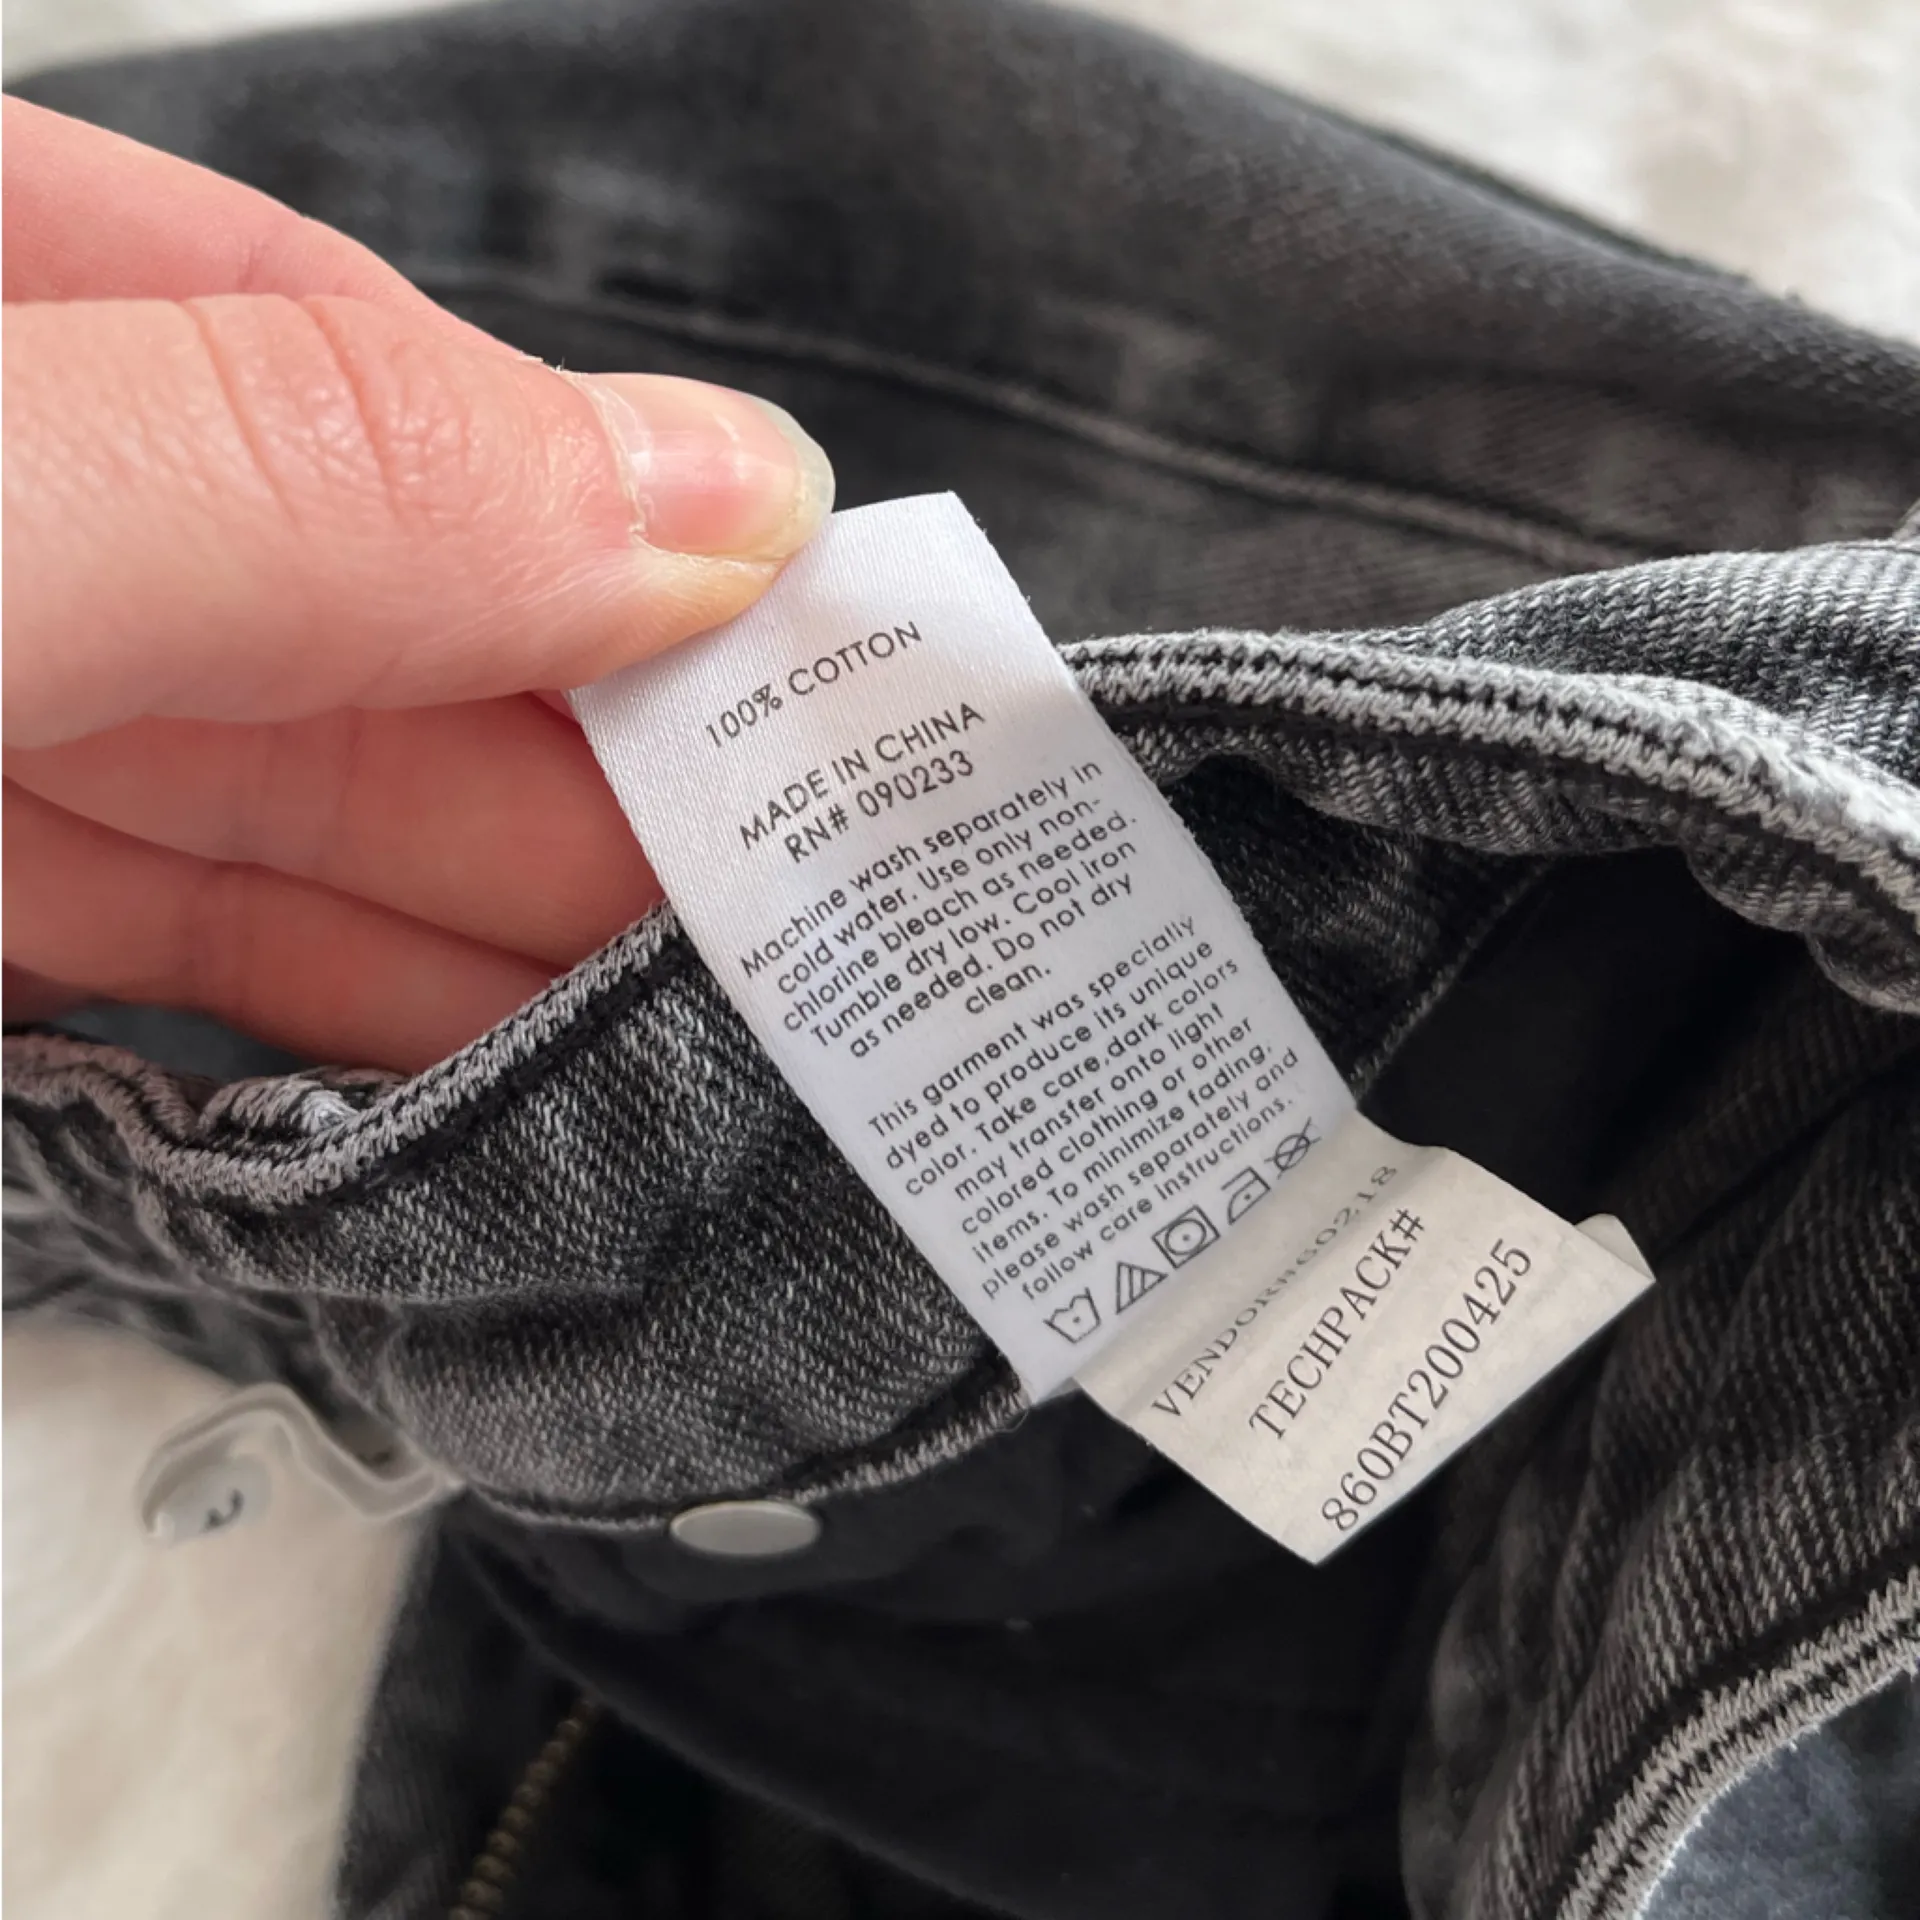 100% COTTON
MADE IN CHINA
RN# 090233
Machine wash separately in
cold water. Use only non-
chlorine bleach as needed.
Tumble dry low. Cool iron
as needed. Do not dry
clean.
This garment was specially
dyed to produce its unique
color. Take care,dark colors
may transfer onto light
colored clothing or other
items. To minimize fading,
please wash separately and
follow care instructions.
TECHPACK#
860BT200425